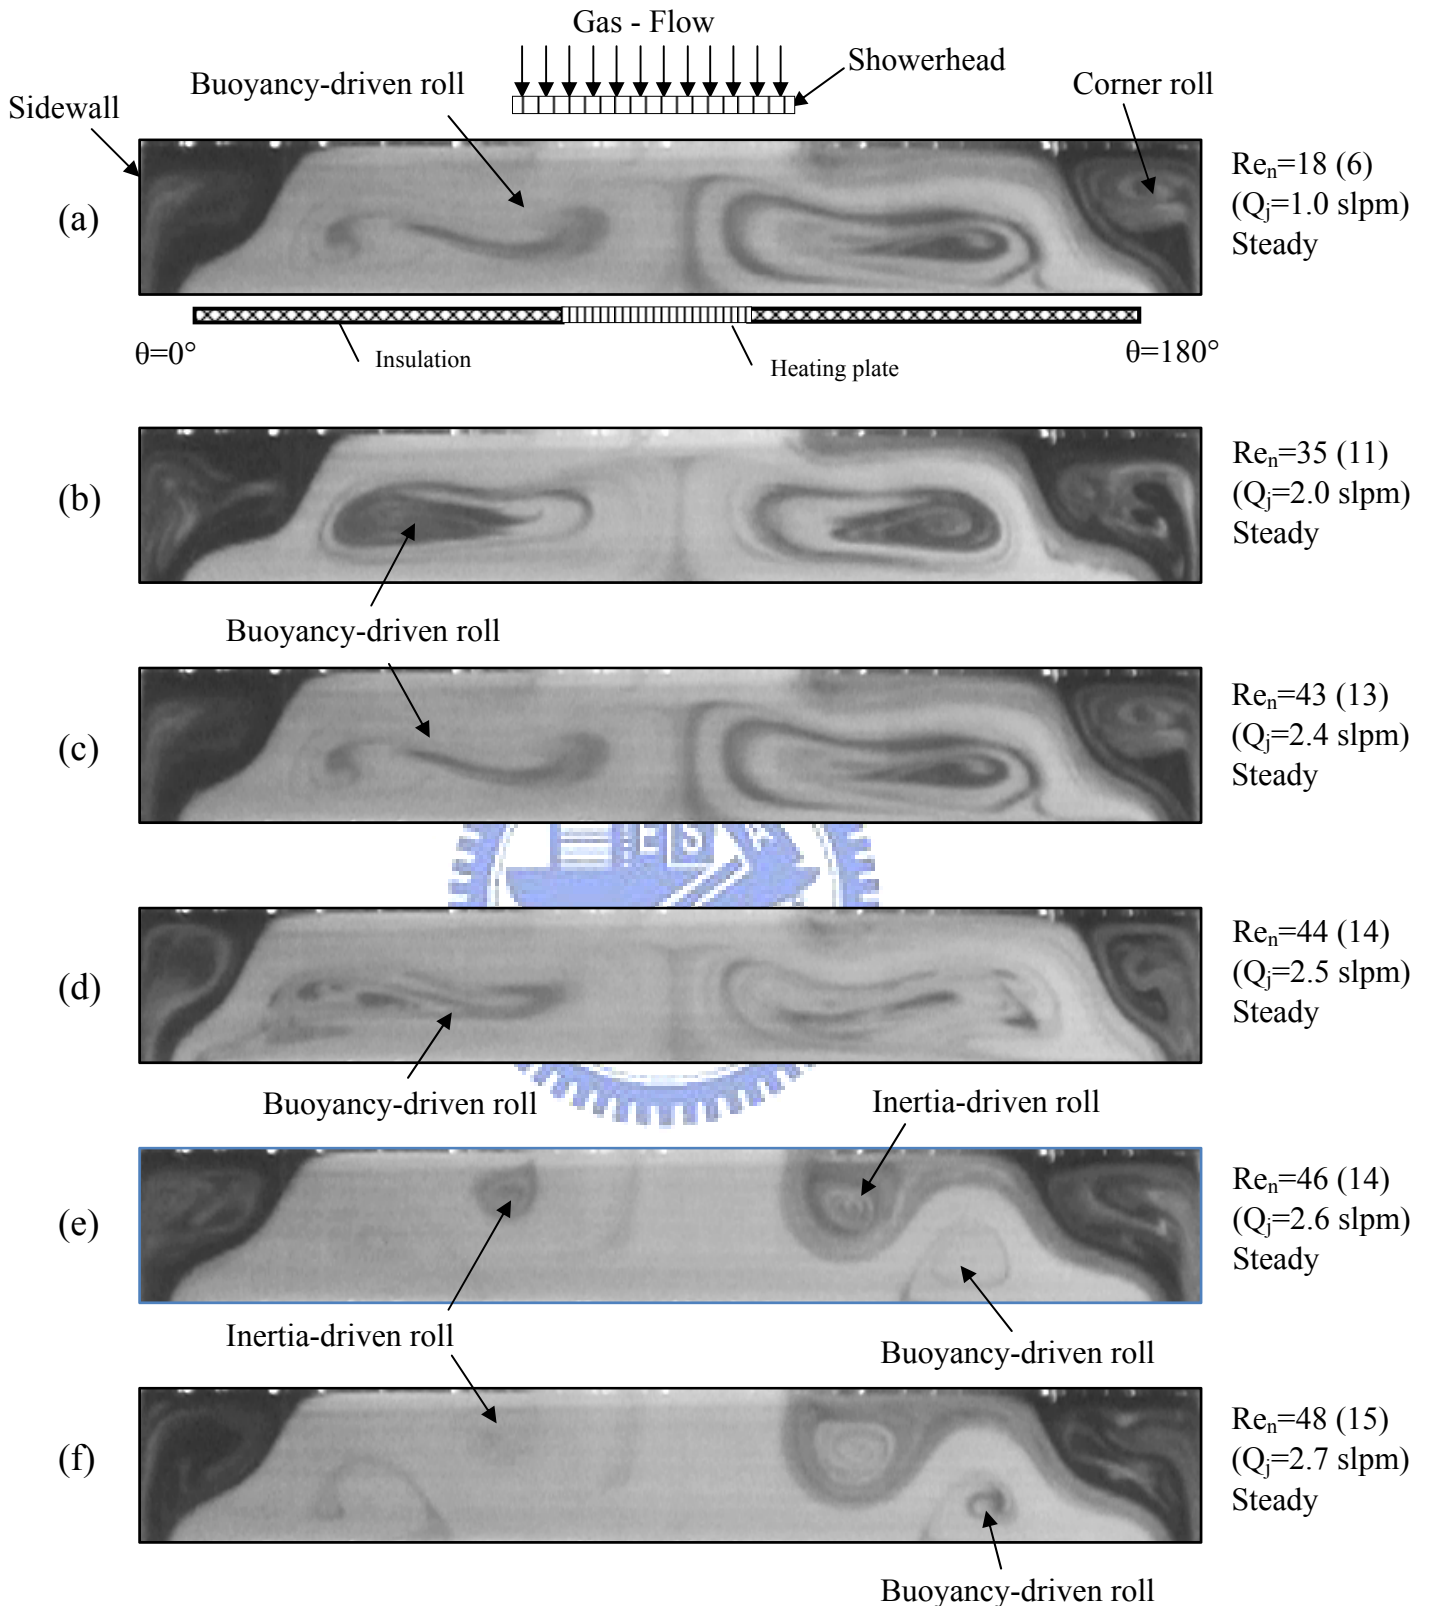 Gas - Flow
Showerhead
Buoyancy-driven roll
Corner roll
Sidewall
(a)
Reₙ=18 (6)
(Qⱼ=1.0 slpm)
Steady
θ=0°
Insulation
Heating plate
θ=180°
(b)
Reₙ=35 (11)
(Qⱼ=2.0 slpm)
Steady
Buoyancy-driven roll
(c)
Reₙ=43 (13)
(Qⱼ=2.4 slpm)
Steady
E S A
(d)
Reₙ=44 (14)
(Qⱼ=2.5 slpm)
Steady
Buoyancy-driven roll
Inertia-driven roll
(e)
Reₙ=46 (14)
(Qⱼ=2.6 slpm)
Steady
Inertia-driven roll
Buoyancy-driven roll
(f)
Reₙ=48 (15)
(Qⱼ=2.7 slpm)
Steady
Buoyancy-driven roll